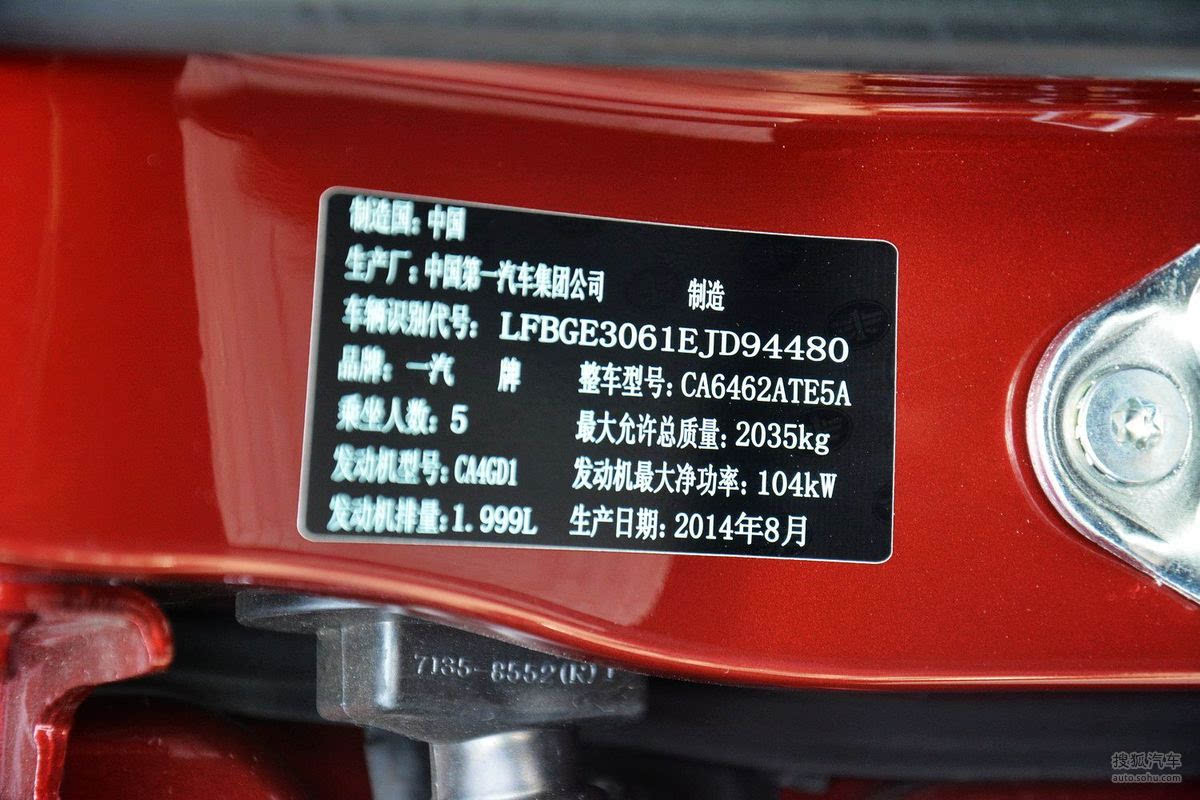 制造国：中国
生产厂：中国第一汽车集团公司 制造
车辆识别代号：LFBGE3061EJD94480
品牌：一汽 牌 整车型号：CA6462ATE5A
乘坐人数：5 最大允许总质量：2035kg
发动机型号：CA4GD1 发动机最大净功率：104kW
发动机排量：1.999L 生产日期：2014年8月
7135-8552(R)
搜狐汽车
auto.sohu.com